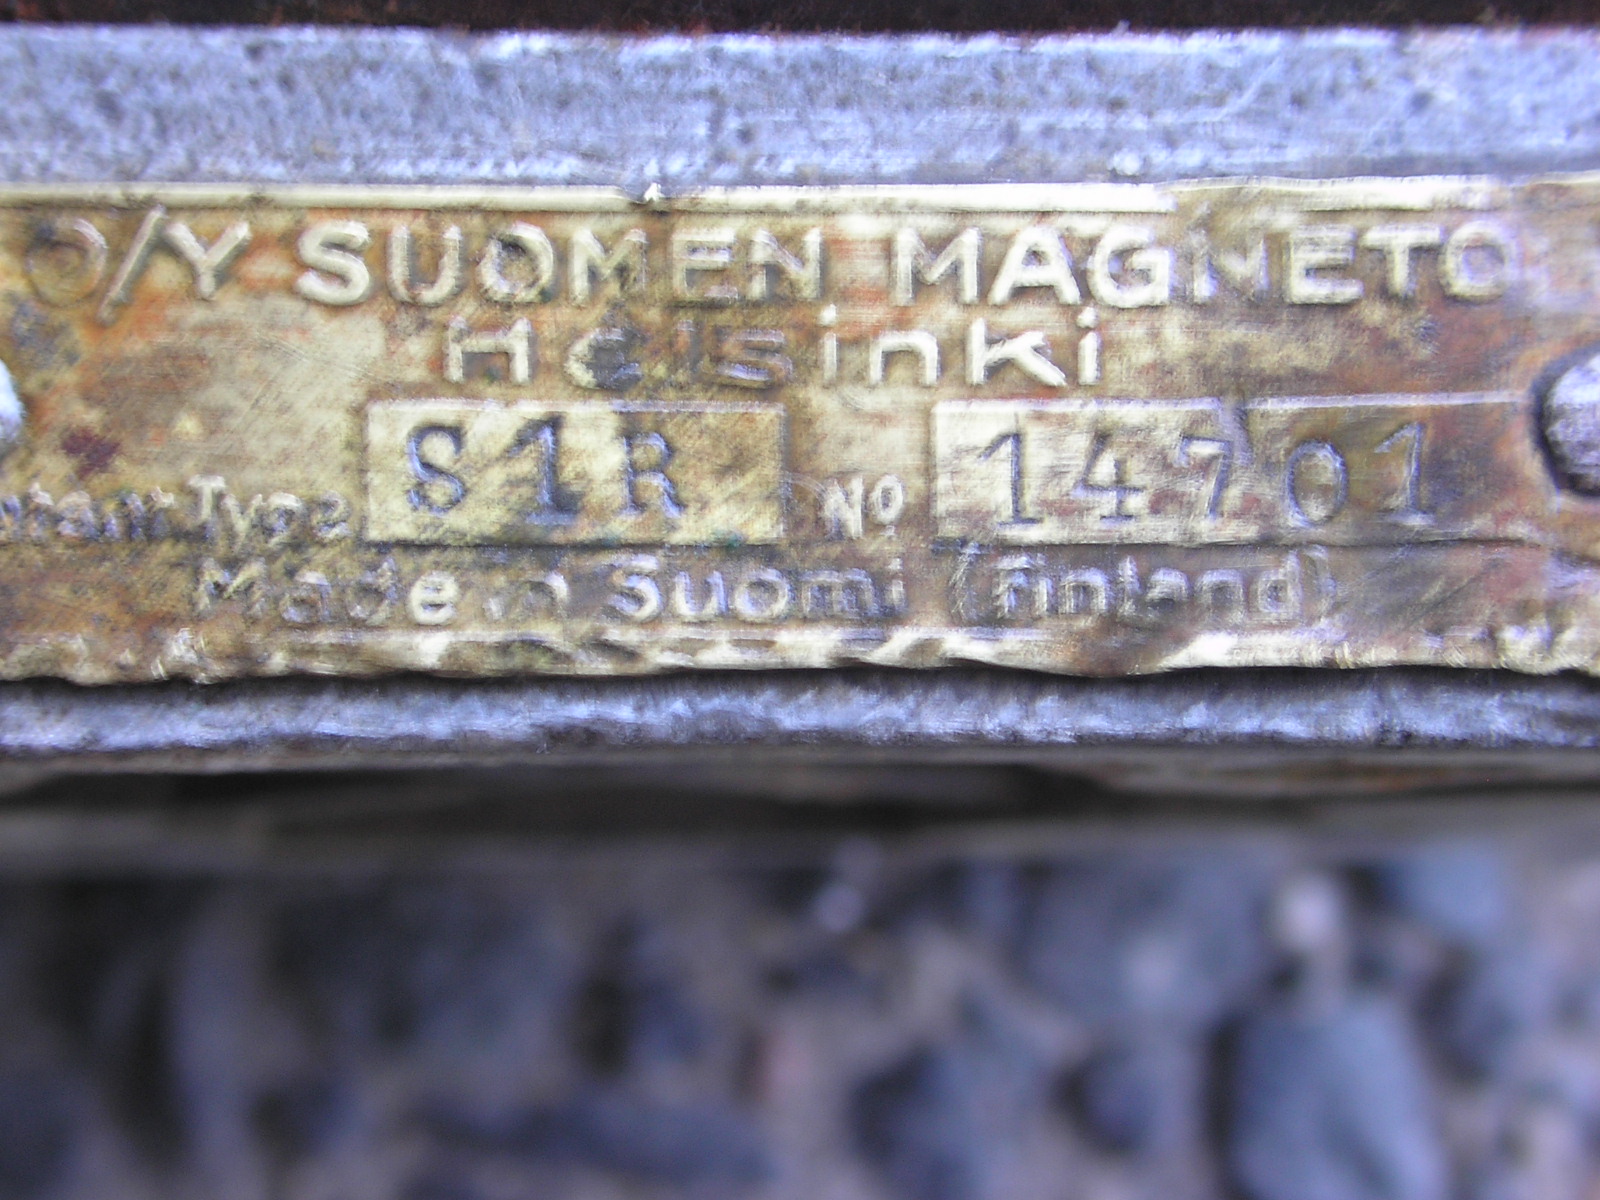 O/Y SUOMEN MAGNETO
Helsinki
Type S1R No 14701
Made in Suomi (Finland)